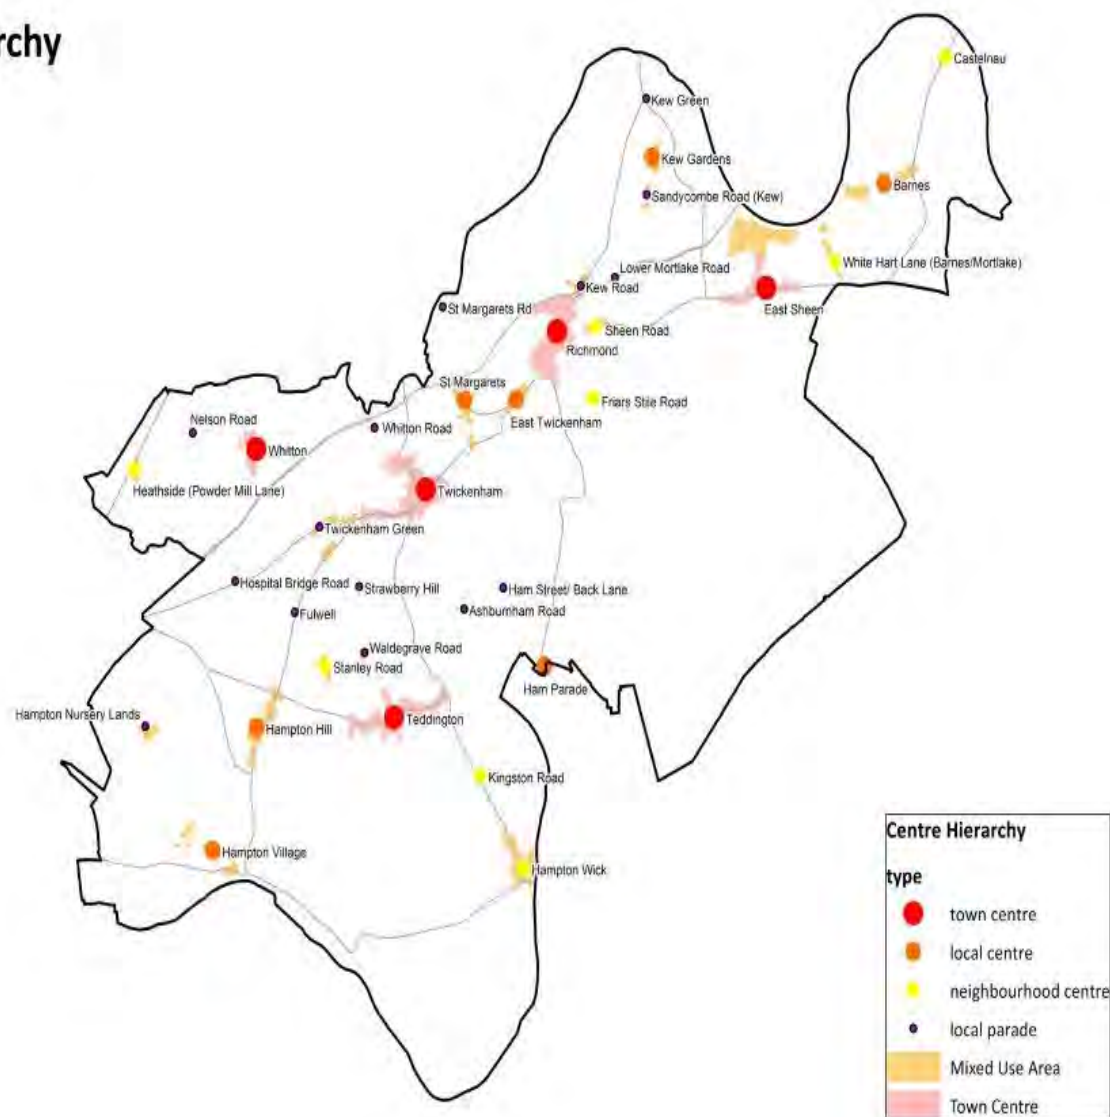 rchy
Castelnau
Kew Green
Kew Gardens
Barnes
Sandycombe Road (Kew)
White Hart Lane (Barnes/Mortlake)
Lower Mortlake Road
Kew Road
St Margarets Rd
East Sheen
Sheen Road
Richmond
St Margarets
Friars Stile Road
Nelson Road
Whitton Road
East Twickenham
Whitton
Heathside (Powder Mill Lane)
Twickenham
Twickenham Green
Hospital Bridge Road
Strawberry Hill
Ham Street/ Back Lane
Ashburnham Road
Fulwell
Waldegrave Road
Stanley Road
Ham Parade
Hampton Nursery Lands
Hampton Hill
Teddington
Kingston Road
Hampton Village
Hampton Wick
Centre Hierarchy
type
town centre
local centre
neighbourhood centre
local parade
Mixed Use Area
Town Centre